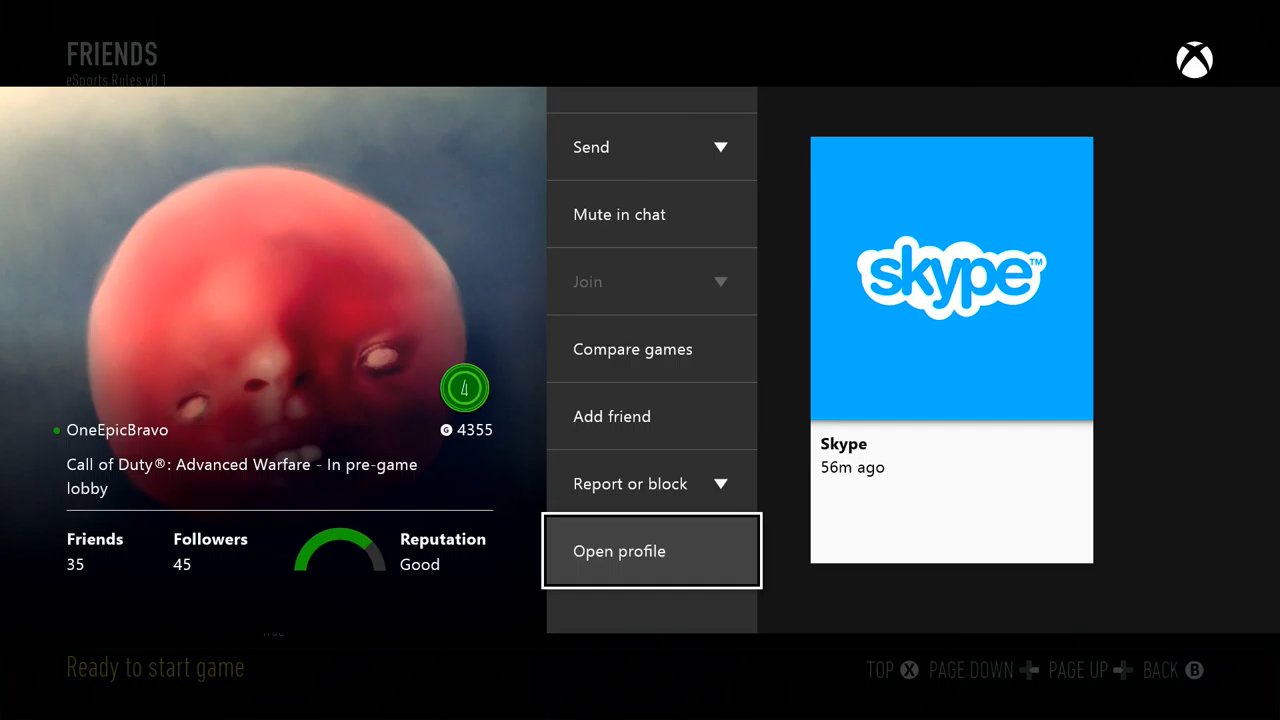 FRIENDS
eSports Rules v0.1
Send
Mute in chat
Join
Compare games
Add friend
Report or block
Open profile
4
OneEpicBravo
G 4355
Call of Duty®: Advanced Warfare - In pre-game
lobby
Friends
35
Followers
45
Reputation
Good
skype™
Skype
56m ago
Ready to start game
TOP X PAGE DOWN PAGE UP BACK B